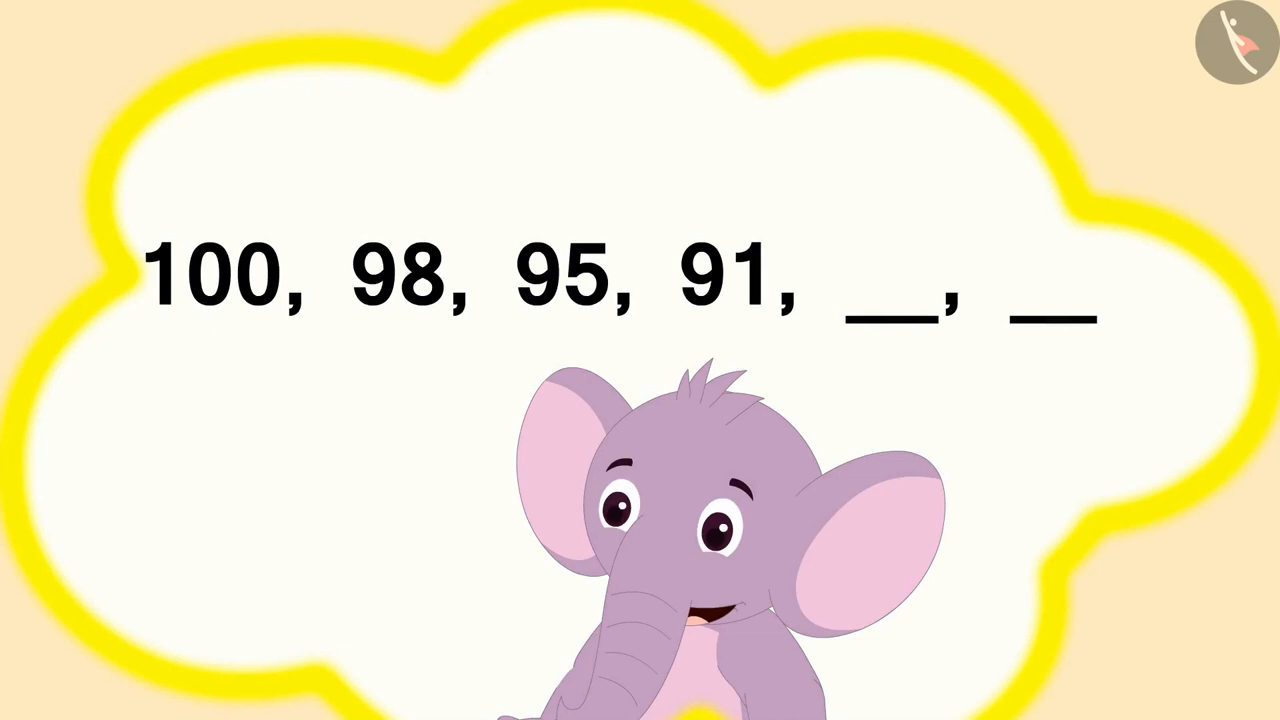 100, 98, 95, 91, __, __